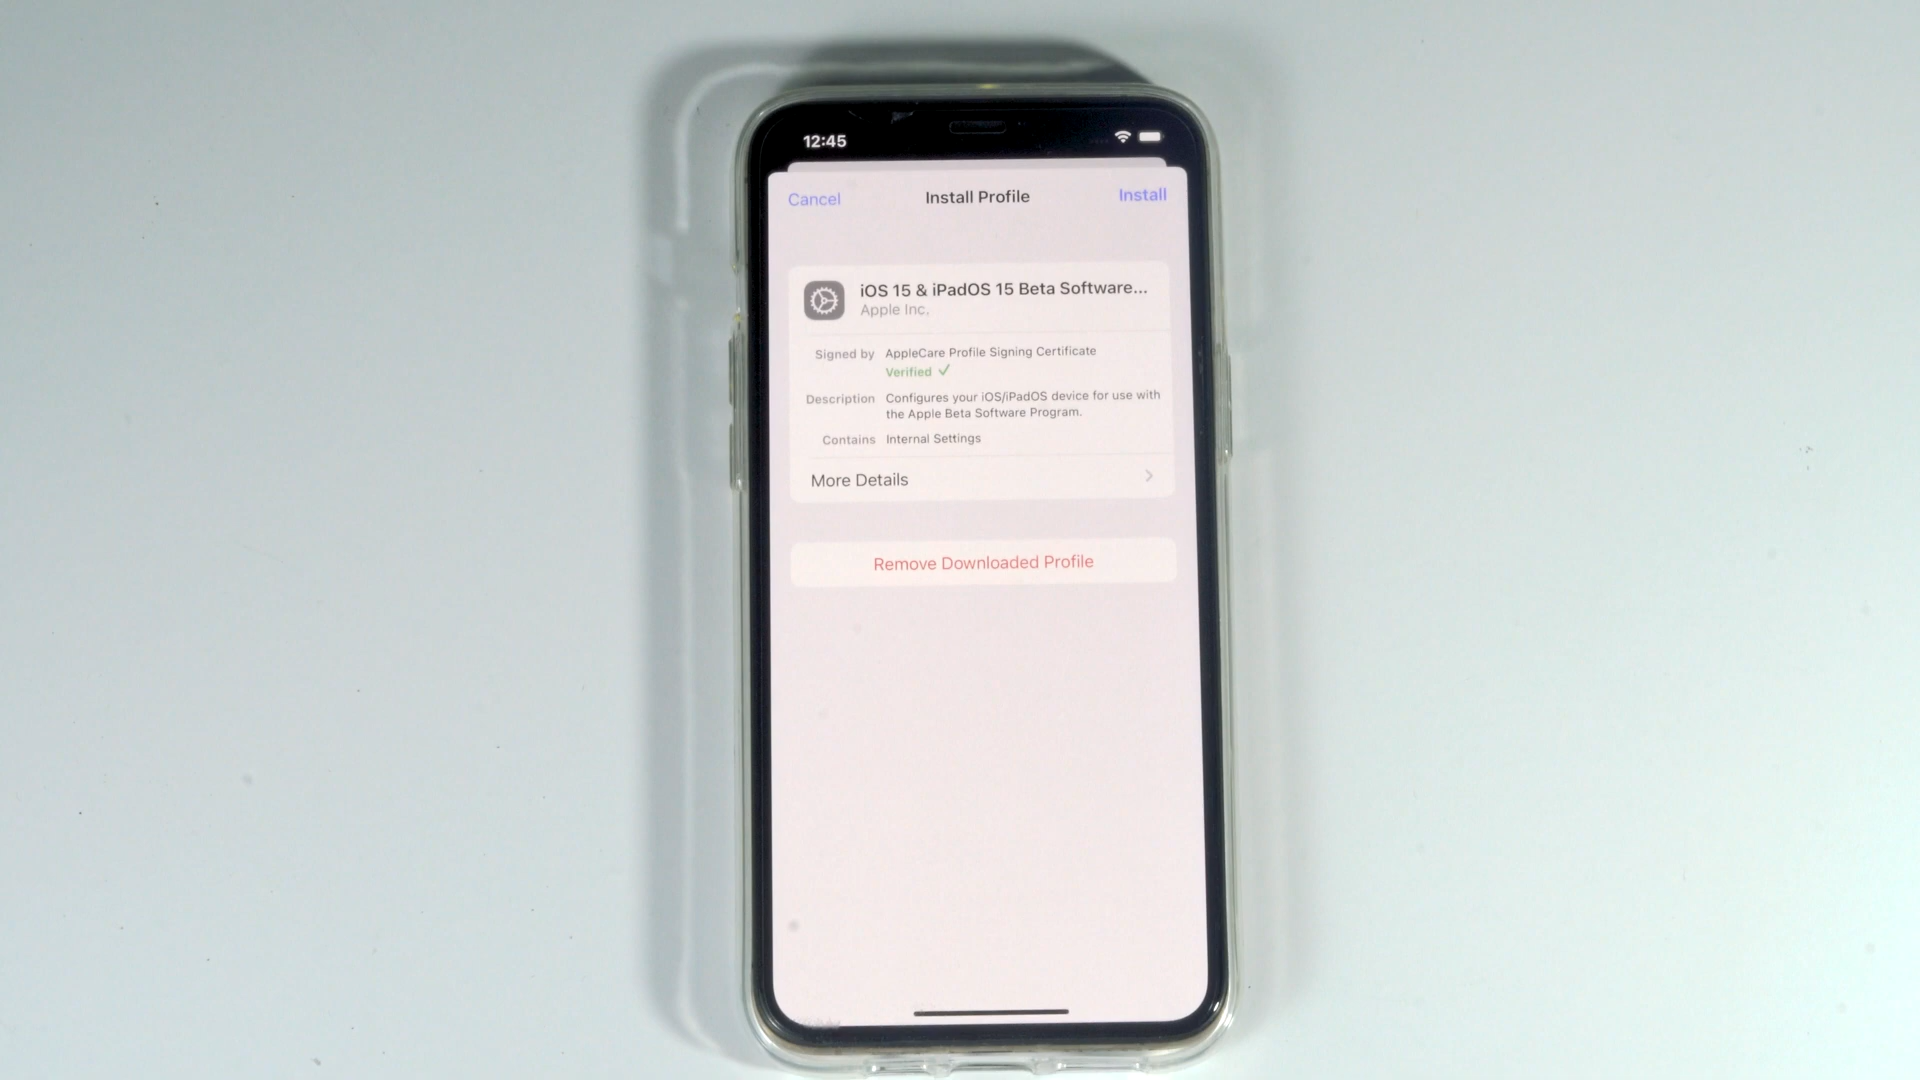 12:45
Cancel
Install Profile
Install
iOS 15 & iPadOS 15 Beta Software...
Apple Inc.
Signed by AppleCare Profile Signing Certificate
Verified ✓
Description Configures your iOS/iPadOS device for use with
the Apple Beta Software Program.
Contains Internal Settings
More Details
Remove Downloaded Profile